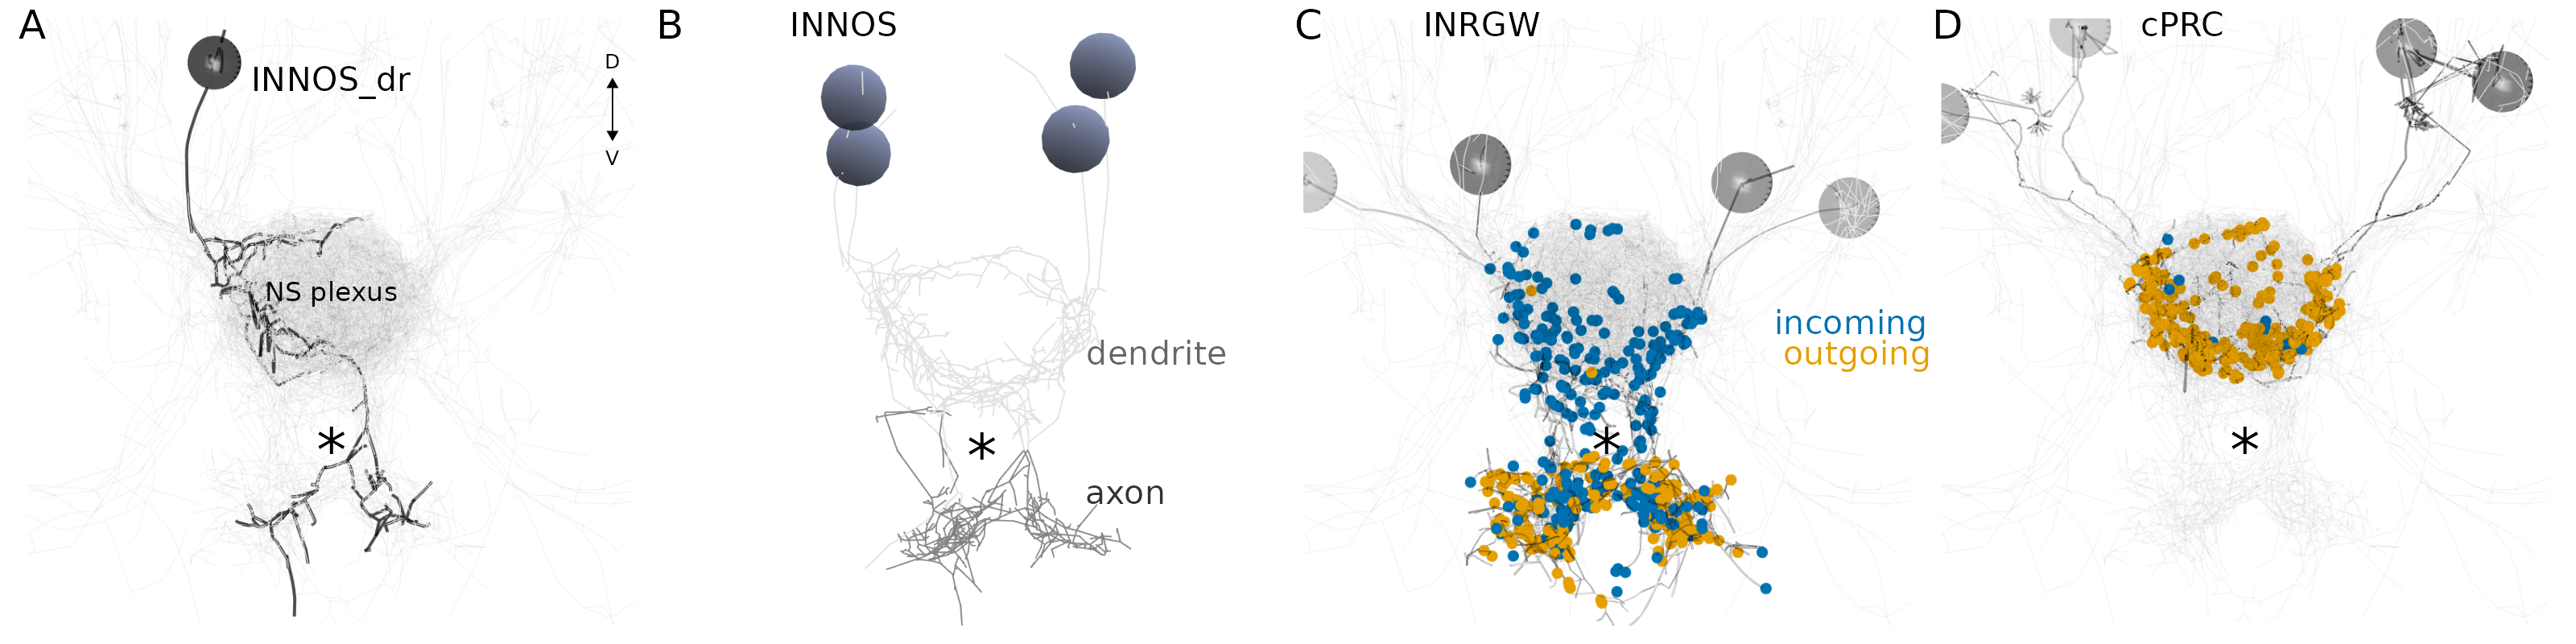 A
INNOS_dr
D
V
NS plexus
*
B
INNOS
dendrite
*
axon
C
INRGW
incoming
outgoing
*
D
cPRC
*